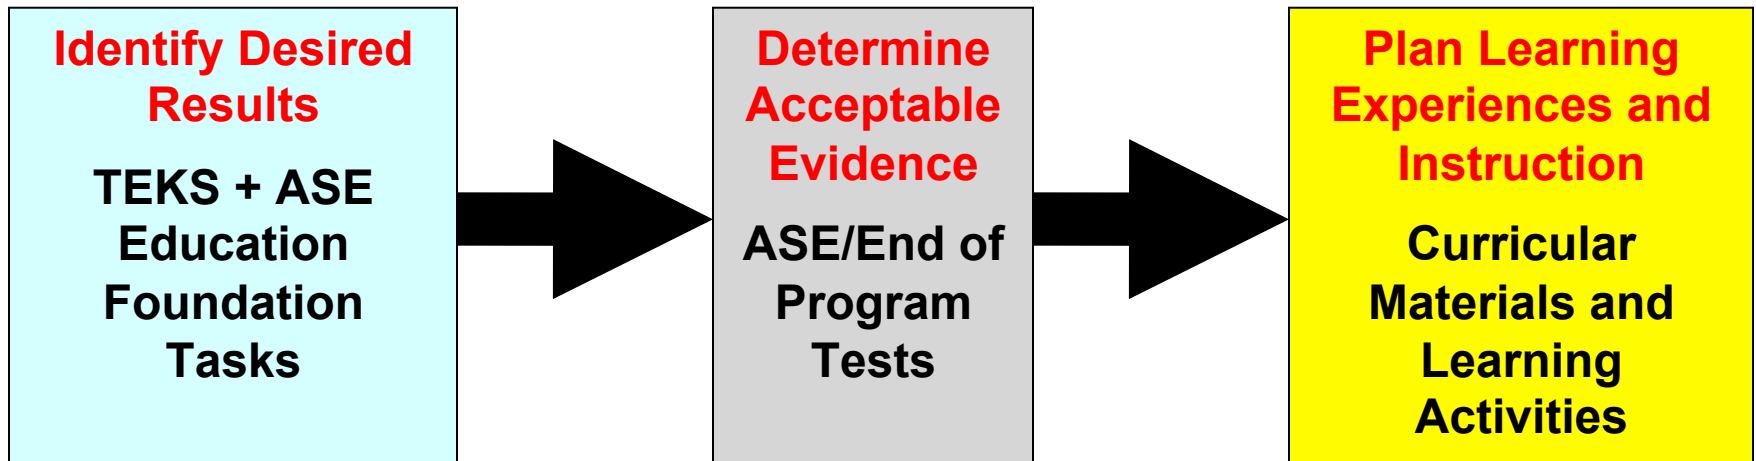 Identify Desired
Results
TEKS + ASE
Education
Foundation
Tasks
Determine
Acceptable
Evidence
ASE/End of
Program
Tests
Plan Learning
Experiences and
Instruction
Curricular
Materials and
Learning
Activities